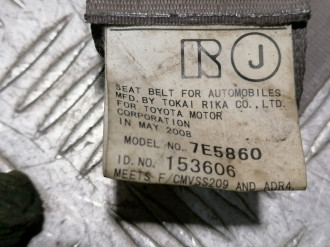 R J
SEAT BELT FOR AUTOMOBILES
MFD. BY TOKAI RIKA CO., LTD.
FOR TOYOTA MOTOR
CORPORATION
IN MAY 2008
MODEL NO. 7E5860
ID. NO. 153606
MEETS F/CMVSS209 AND ADR4